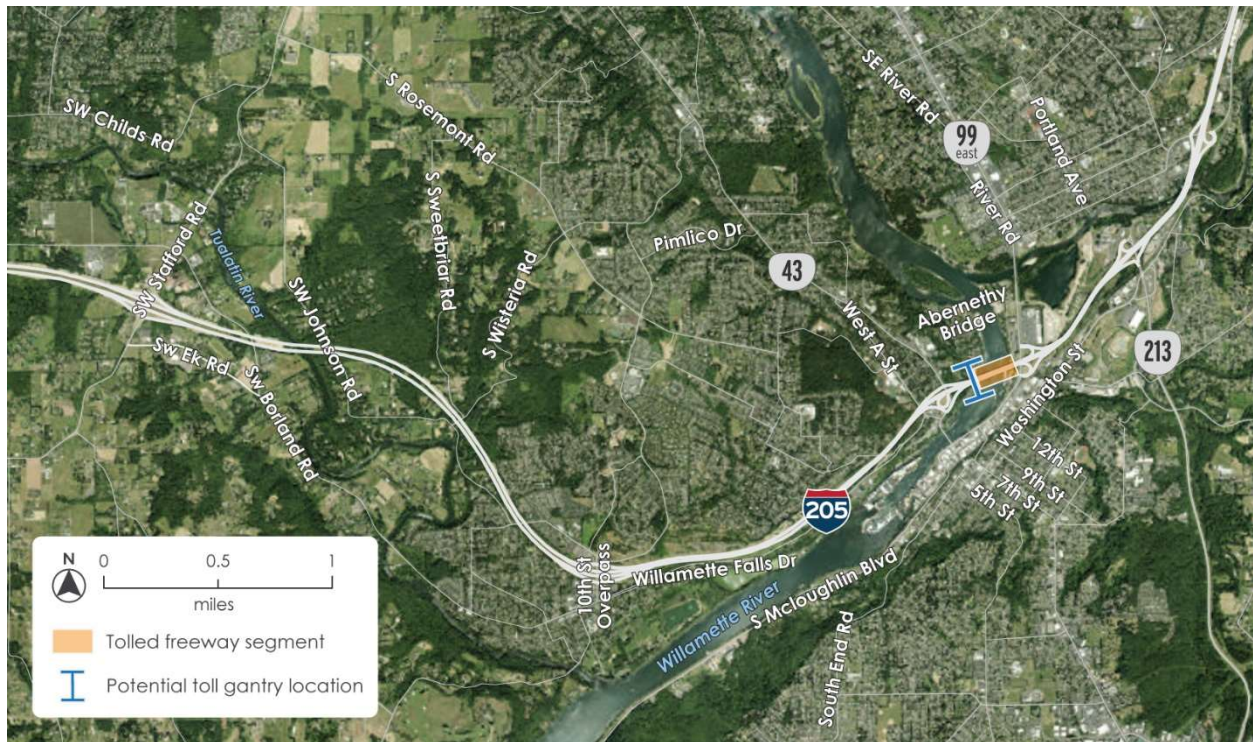 SW Childs Rd
S Rosemont Rd
SE River Rd
Portland Ave
99
east
River Rd
SW Stafford Rd
Tualatin River
S Sweetbriar Rd
Pimlico Dr
43
S Wisteria Rd
SW Johnson Rd
West A St
Abernethy
Bridge
213
Sw Ek Rd
Sw Borland Rd
Washington St
12th St
9th St
7th St
5th St
205
10th St
Overpass
Willamette Falls Dr
Willamette River
S Mcloughlin Blvd
South End Rd
N
0 0.5 1
miles
Tolled freeway segment
Potential toll gantry location